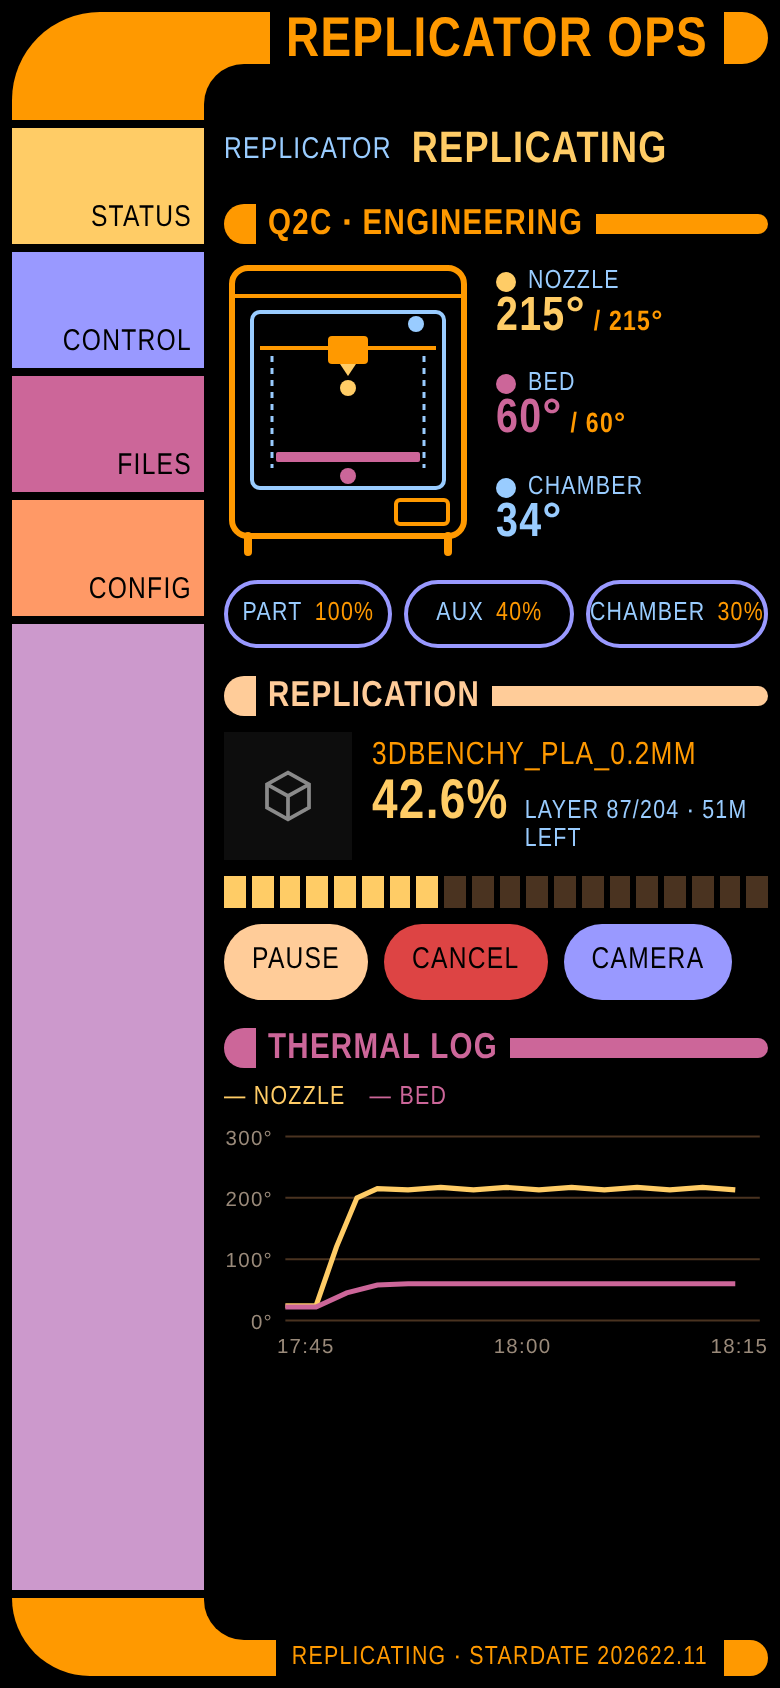 REPLICATOR OPS
REPLICATOR REPLICATING
STATUS
CONTROL
FILES
CONFIG
Q2C · ENGINEERING
NOZZLE
215° / 215°
BED
60° / 60°
CHAMBER
34°
PART 100% AUX 40% CHAMBER 30%
REPLICATION
3DBENCHY_PLA_0.2MM
42.6% LAYER 87/204 · 51M
LEFT
PAUSE CANCEL CAMERA
THERMAL LOG
— NOZZLE — BED
300°
200°
100°
0°
17:45 18:00 18:15
REPLICATING · STARDATE 202622.11